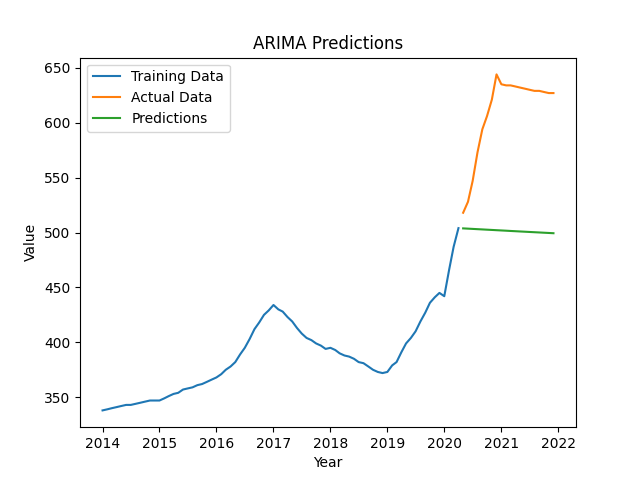 ARIMA Predictions
Training Data
Actual Data
Predictions
Value
650
600
550
500
450
400
350
2014 2015 2016 2017 2018 2019 2020 2021 2022
Year